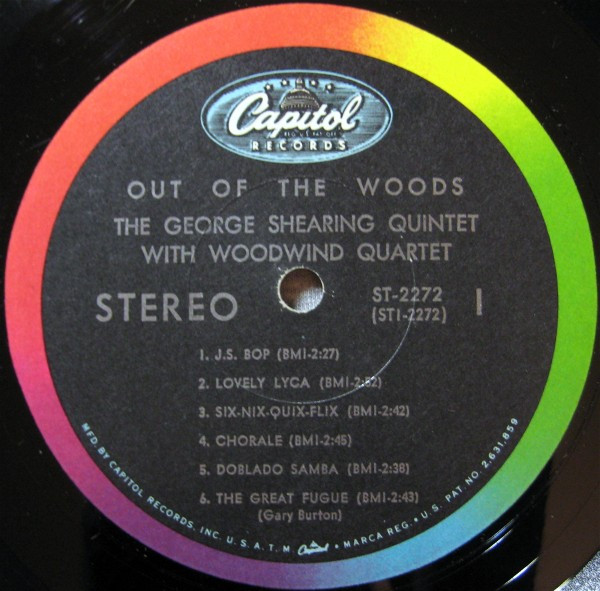 Capitol
RECORDS
OUT OF THE WOODS
THE GEORGE SHEARING QUINTET
WITH WOODWIND QUARTET
STEREO
ST-2272
(ST1-2272)
1
1. J.S. BOP (BMI-2:27)
2. LOVELY LYCA (BMI-2:52)
3. SIX-NIX-QUIX-FLIX (BMI-2:42)
4. CHORALE (BMI-2:45)
5. DOBLADO SAMBA (BMI-2:38)
6. THE GREAT FUGUE (BMI-2:43)
(Gary Burton)
MFD. BY CAPITOL RECORDS, INC. U.S.A. T.M. Capitol • MARCA REG. • U.S. PAT. NO. 2,631,859